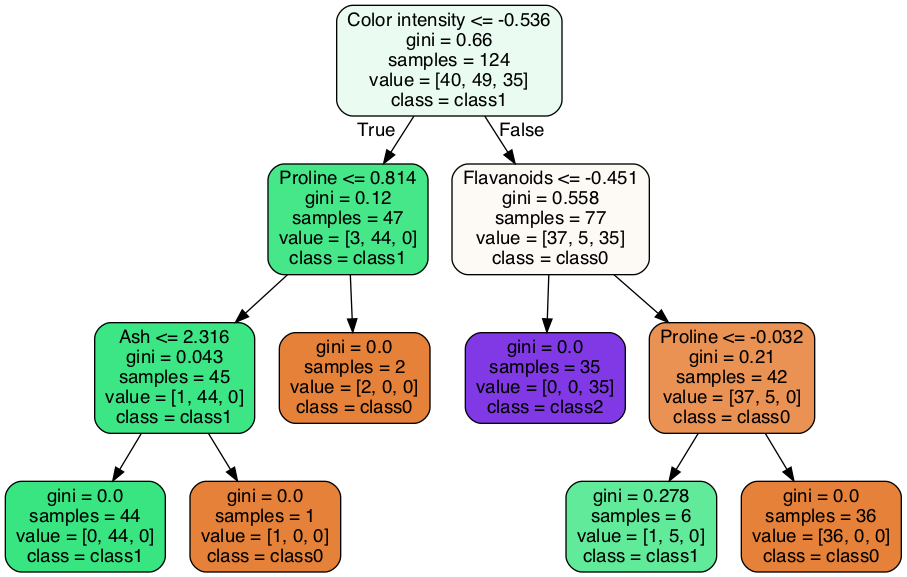 Color intensity <= -0.536
gini = 0.66
samples = 124
value = [40, 49, 35]
class = class1
True
False
Proline <= 0.814
gini = 0.12
samples = 47
value = [3, 44, 0]
class = class1
Flavanoids <= -0.451
gini = 0.558
samples = 77
value = [37, 5, 35]
class = class0
Ash <= 2.316
gini = 0.043
samples = 45
value = [1, 44, 0]
class = class1
gini = 0.0
samples = 2
value = [2, 0, 0]
class = class0
gini = 0.0
samples = 35
value = [0, 0, 35]
class = class2
Proline <= -0.032
gini = 0.21
samples = 42
value = [37, 5, 0]
class = class0
gini = 0.0
samples = 44
value = [0, 44, 0]
class = class1
gini = 0.0
samples = 1
value = [1, 0, 0]
class = class0
gini = 0.278
samples = 6
value = [1, 5, 0]
class = class1
gini = 0.0
samples = 36
value = [36, 0, 0]
class = class0